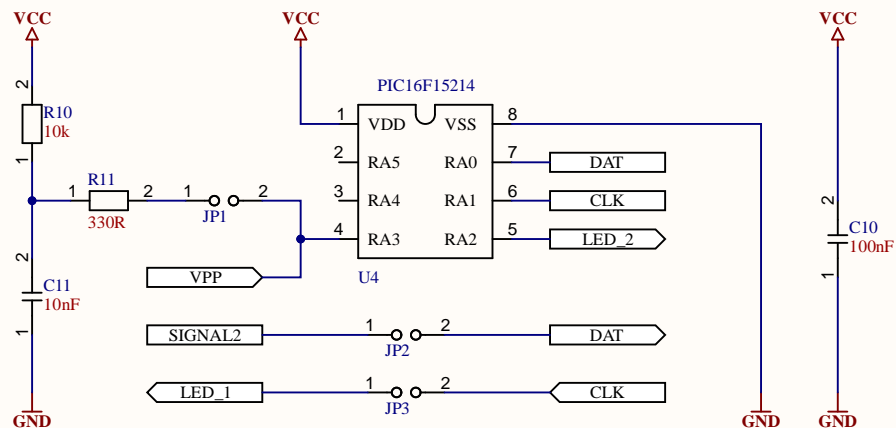 VCC
VCC
VCC
2
R10
10k
1
PIC16F15214
1 VDD VSS 8
2 RA5 RA0 7 DAT
3 RA4 RA1 6 CLK
4 RA3 RA2 5 LED_2
U4
1 R11 2
330R
1 2
JP1
VPP
2
C11
10nF
1
2
C10
100nF
1
SIGNAL2 1 2 DAT
JP2
LED_1 1 2 CLK
JP3
GND
GND
GND